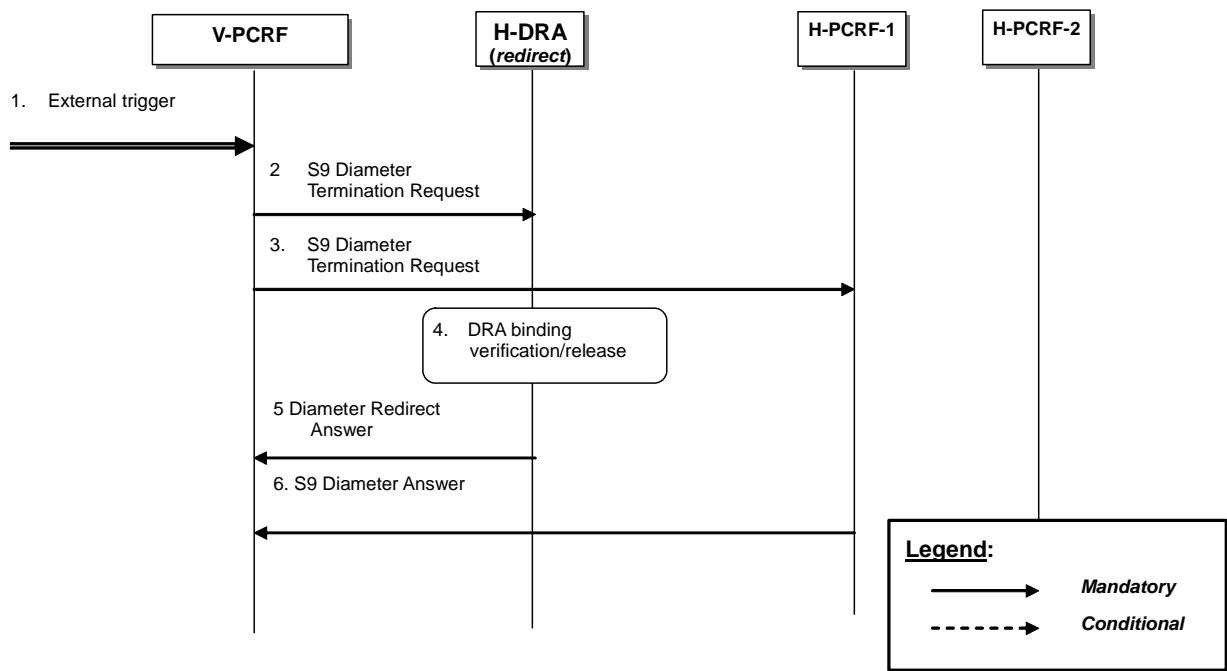 V-PCRF
H-DRA
(redirect)
H-PCRF-1
H-PCRF-2
1. External trigger
2 S9 Diameter
Termination Request
3. S9 Diameter
Termination Request
4. DRA binding
verification/release
5 Diameter Redirect
Answer
6. S9 Diameter Answer
Legend:
Mandatory
Conditional